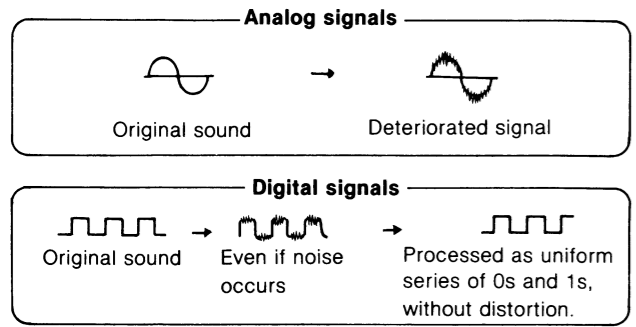 Analog signals
Original sound
Deteriorated signal
Digital signals
Original sound
Even if noise
occurs
Processed as uniform
series of 0s and 1s,
without distortion.